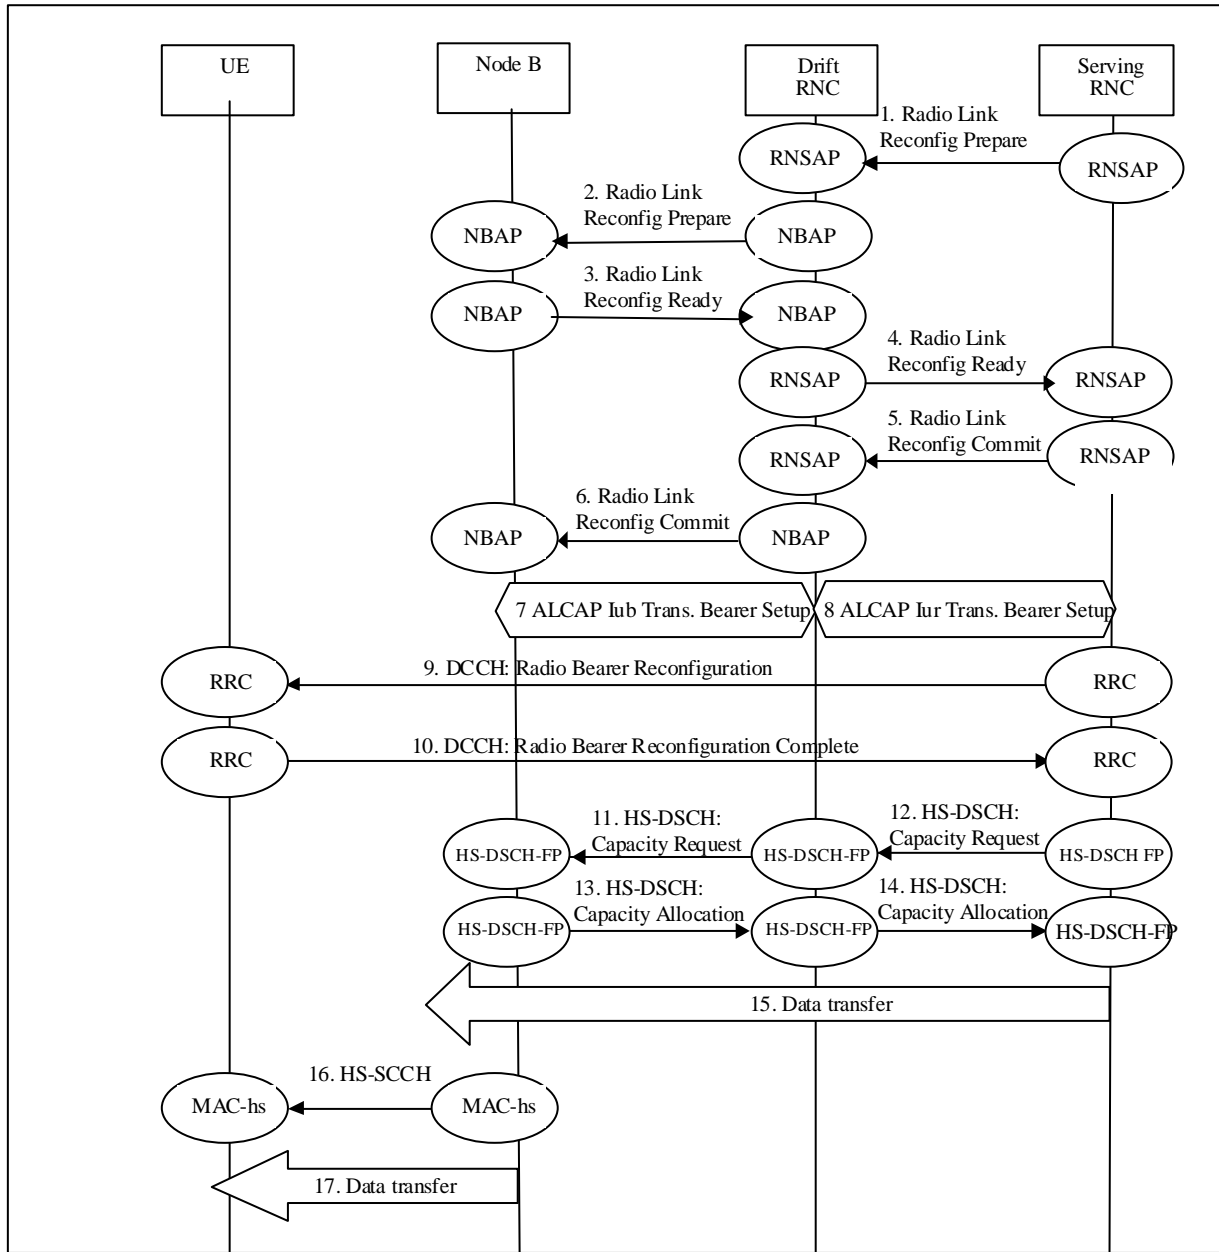 UE
Node B
Drift
RNC
Serving
RNC
1. Radio Link
Reconfig Prepare
RNSAP
RNSAP
2. Radio Link
Reconfig Prepare
NBAP
NBAP
3. Radio Link
Reconfig Ready
NBAP
NBAP
4. Radio Link
Reconfig Ready
RNSAP
RNSAP
5. Radio Link
Reconfig Commit
RNSAP
RNSAP
6. Radio Link
Reconfig Commit
NBAP
NBAP
7 ALCAP Iub Trans. Bearer Setup
8 ALCAP Iur Trans. Bearer Setup
9. DCCH: Radio Bearer Reconfiguration
RRC
RRC
10. DCCH: Radio Bearer Reconfiguration Complete
RRC
RRC
11. HS-DSCH:
Capacity Request
12. HS-DSCH:
Capacity Request
HS-DSCH-FP
HS-DSCH-FP
HS-DSCH FP
13. HS-DSCH:
Capacity Allocation
14. HS-DSCH:
Capacity Allocation
HS-DSCH-FP
HS-DSCH-FP
HS-DSCH-FP
15. Data transfer
16. HS-SCCH
MAC-hs
MAC-hs
17. Data transfer